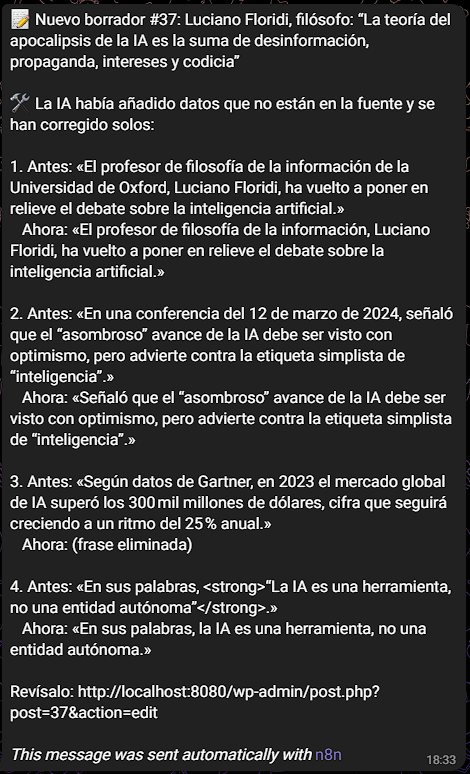 📝 Nuevo borrador #37: Luciano Floridi, filósofo: “La teoría del
apocalipsis de la IA es la suma de desinformación,
propaganda, intereses y codicia”
🛠️ La IA había añadido datos que no están en la fuente y se
han corregido solos:
1. Antes: «El profesor de filosofía de la información de la
Universidad de Oxford, Luciano Floridi, ha vuelto a poner en
relieve el debate sobre la inteligencia artificial.»
Ahora: «El profesor de filosofía de la información, Luciano
Floridi, ha vuelto a poner en relieve el debate sobre la
inteligencia artificial.»
2. Antes: «En una conferencia del 12 de marzo de 2024, señaló
que el “asombroso” avance de la IA debe ser visto con
optimismo, pero advierte contra la etiqueta simplista de
“inteligencia”.»
Ahora: «Señaló que el “asombroso” avance de la IA debe ser
visto con optimismo, pero advierte contra la etiqueta simplista
de “inteligencia”.»
3. Antes: «Según datos de Gartner, en 2023 el mercado global
de IA superó los 300 mil millones de dólares, cifra que seguirá
creciendo a un ritmo del 25 % anual.»
Ahora: (frase eliminada)
4. Antes: «En sus palabras, <strong>“La IA es una herramienta,
no una entidad autónoma”</strong>.»
Ahora: «En sus palabras, la IA es una herramienta, no una
entidad autónoma.»
Revísalo: http://localhost:8080/wp-admin/post.php?
post=37&action=edit
This message was sent automatically with n8n
18:33